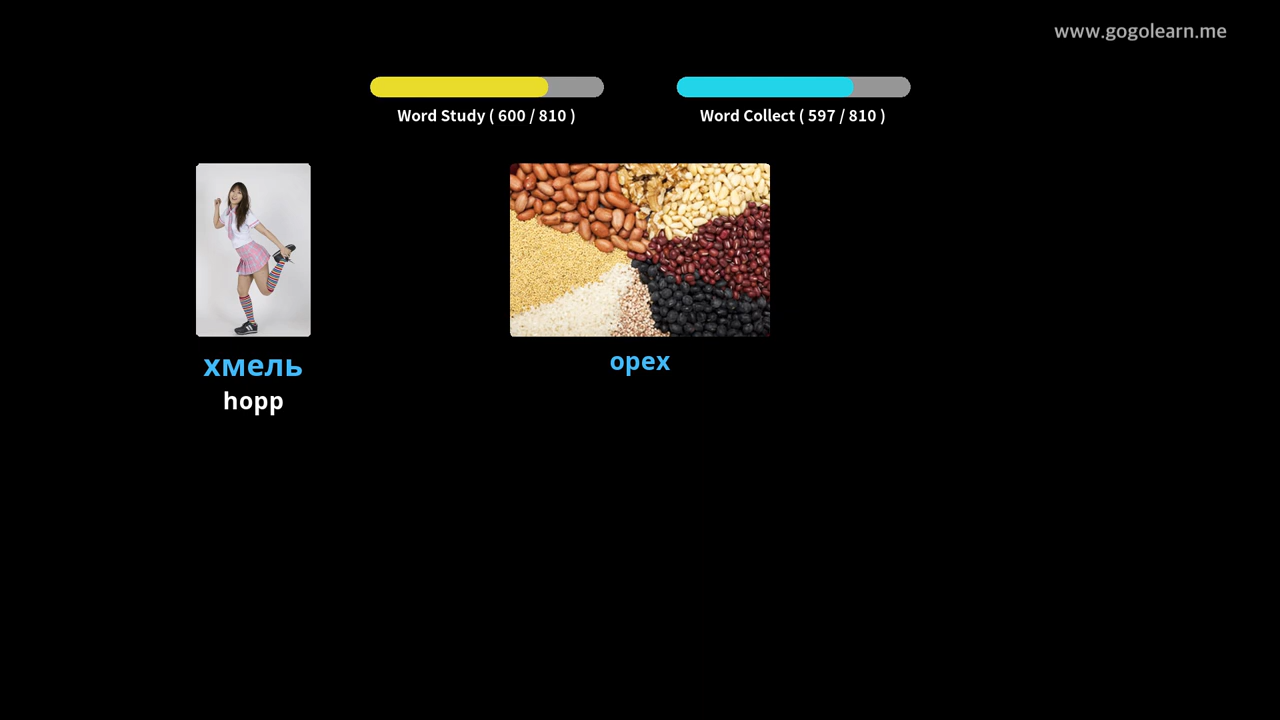 www.gogolearn.me
Word Study ( 600 / 810 )
Word Collect ( 597 / 810 )
хмель
hopp
орех